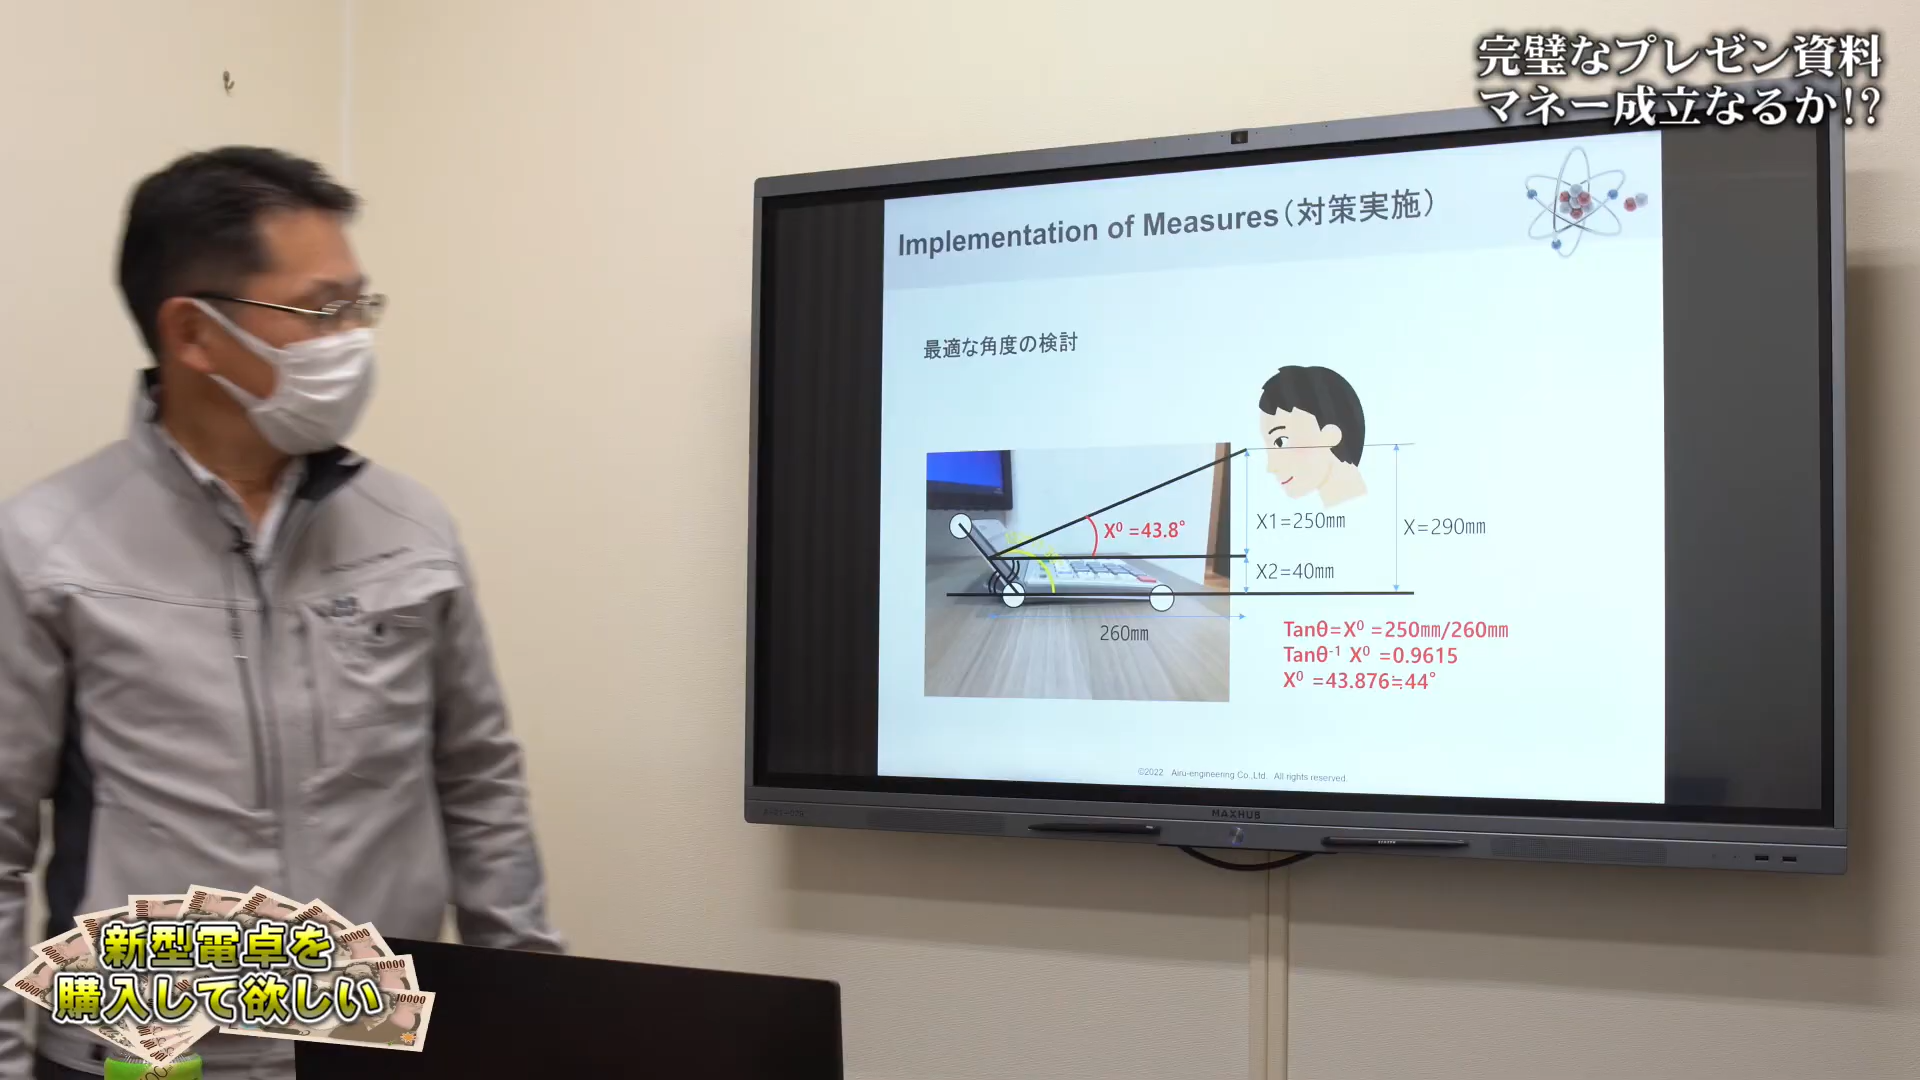 完璧なプレゼン資料
マネー成立なるか!?
Implementation of Measures(対策実施)
最適な角度の検討
X⁰ =43.8°
X1=250㎜
X=290㎜
X2=40㎜
260㎜
Tanθ=X⁰ =250㎜/260㎜
Tanθ⁻¹ X⁰ =0.9615
X⁰ =43.876≒44°
©2022 Airu-engineering Co.,Ltd. All rights reserved.
MAXHUB
新型電卓を
購入して欲しい
10000
10000
10000